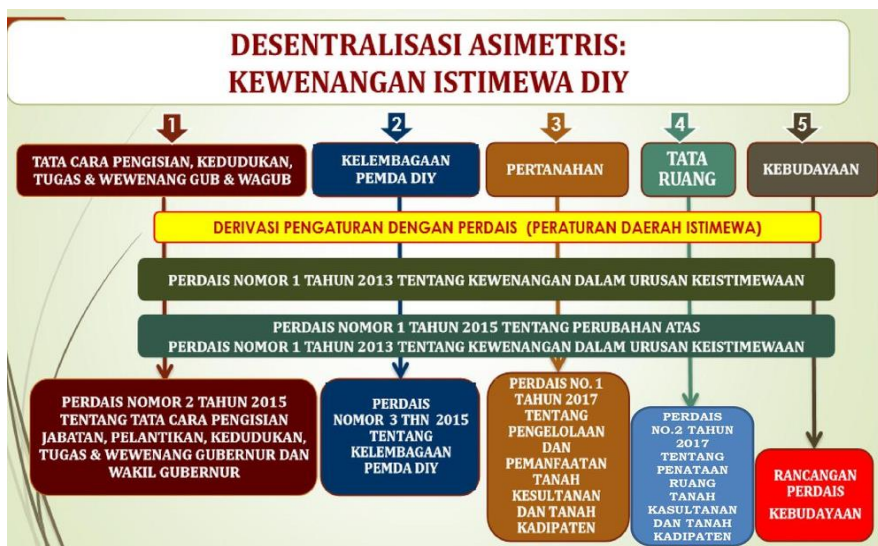 DESENTRALISASI ASIMETRIS:
KEWENANGAN ISTIMEWA DIY
1
2
3
4
5
TATA CARA PENGISIAN, KEDUDUKAN,
TUGAS & WEWENANG GUB & WAGUB
KELEMBAGAAN
PEMDA DIY
PERTANAHAN
TATA
RUANG
KEBUDAYAAN
DERIVASI PENGATURAN DENGAN PERDAIS (PERATURAN DAERAH ISTIMEWA)
PERDAIS NOMOR 1 TAHUN 2013 TENTANG KEWENANGAN DALAM URUSAN KEISTIMEWAAN
PERDAIS NOMOR 1 TAHUN 2015 TENTANG PERUBAHAN ATAS
PERDAIS NOMOR 1 TAHUN 2013 TENTANG KEWENANGAN DALAM URUSAN KEISTIMEWAAN
PERDAIS NOMOR 2 TAHUN 2015
TENTANG TATA CARA PENGISIAN
JABATAN, PELANTIKAN, KEDUDUKAN,
TUGAS & WEWENANG GUBERNUR DAN
WAKIL GUBERNUR
PERDAIS
NOMOR 3 THN 2015
TENTANG
KELEMBAGAAN
PEMDA DIY
PERDAIS NO. 1
TAHUN 2017
TENTANG
PENGELOLAAN
DAN
PEMANFAATAN
TANAH
KESULTANAN
DAN TANAH
KADIPATEN
PERDAIS
NO.2 TAHUN
2017
TENTANG
PENATAAN
RUANG
TANAH
KASULTANAN
DAN TANAH
KADIPATEN
RANCANGAN
PERDAIS
KEBUDAYAAN